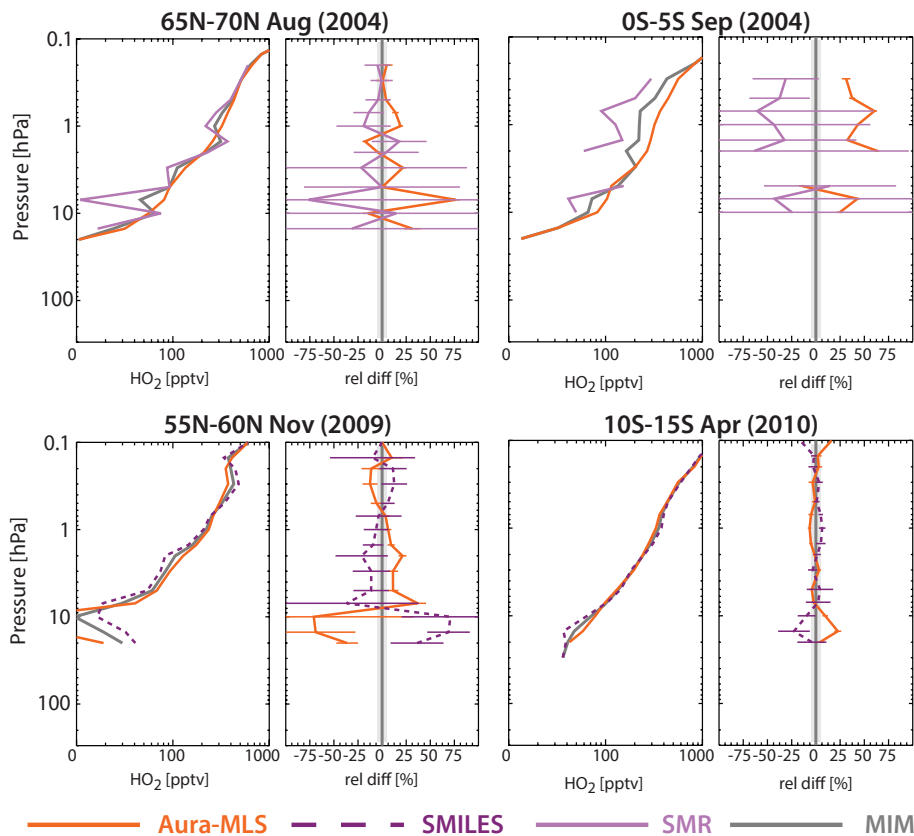 65N-70N Aug (2004)
0S-5S Sep (2004)
0.1
1
10
100
Pressure [hPa]
0 100 1000
HO2 [pptv]
-75 -50 -25 0 25 50 75
rel diff [%]
0 100 1000
HO2 [pptv]
-75 -50 -25 0 25 50 75
rel diff [%]
55N-60N Nov (2009)
10S-15S Apr (2010)
0.1
1
10
100
Pressure [hPa]
0 100 1000
HO2 [pptv]
-75 -50 -25 0 25 50 75
rel diff [%]
0 100 1000
HO2 [pptv]
-75 -50 -25 0 25 50 75
rel diff [%]
Aura-MLS SMILES SMR MIM